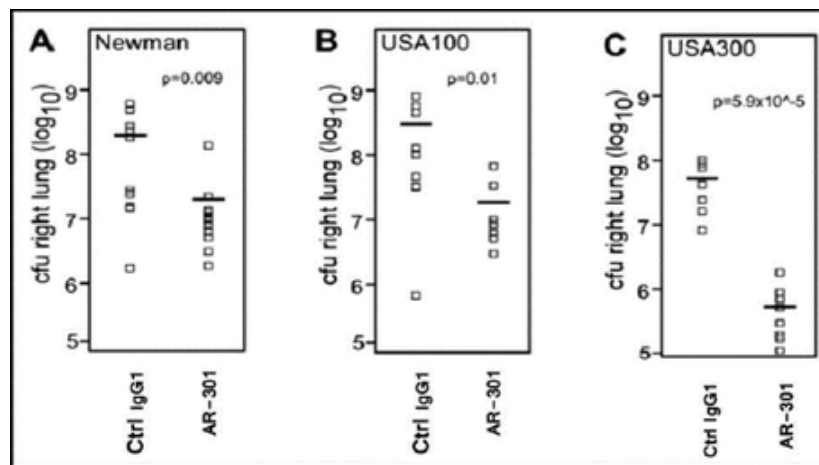 A Newman
p=0.009
cfu right lung (log10)
9
8
7
6
5
Ctrl IgG1
AR-301
B USA100
p=0.01
cfu right lung (log10)
9
8
7
6
5
Ctrl IgG1
AR-301
C USA300
p=5.9x10^-5
cfu right lung (log10)
9
8
7
6
5
Ctrl IgG1
AR-301